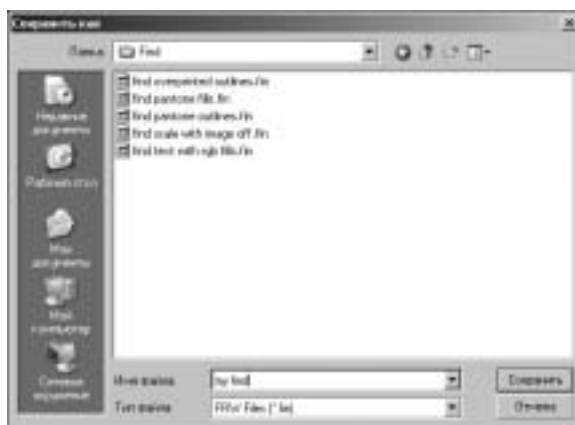 Сохранить как
Папка: Find
find overprinted outlines.fin
find pantone fills.fin
find pantone outlines.fin
find scale with image off.fin
find text with rgb fills.fin
Недавние документы
Рабочий стол
Мои документы
Мой компьютер
Сетевое окружение
Имя файла: my find
Тип файла: Files (*.fin)
Сохранить
Отмена